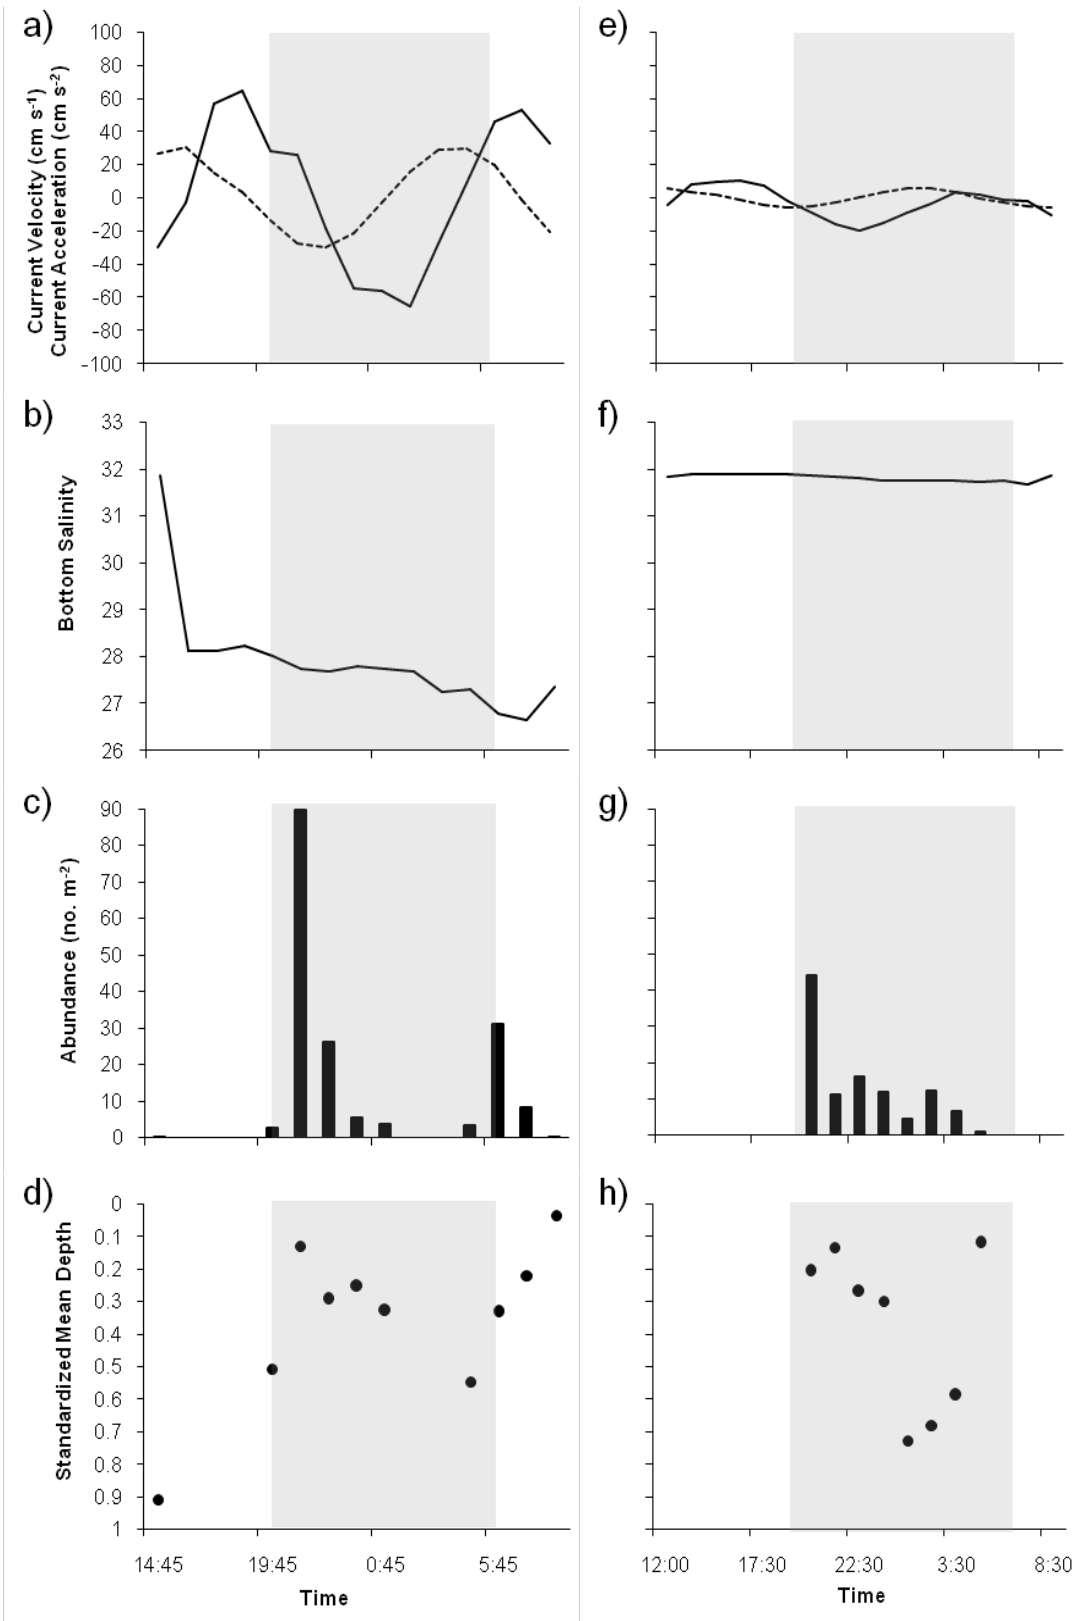 a)
100
80
60
40
20
0
-20
-40
-60
-80
-100
Current Velocity (cm s-1)
Current Acceleration (cm s-2)
e)
b)
33
32
31
30
29
28
27
26
Bottom Salinity
f)
c)
90
80
70
60
50
40
30
20
10
0
Abundance (no. m-2)
g)
d)
0
0.1
0.2
0.3
0.4
0.5
0.6
0.7
0.8
0.9
1
Standardized Mean Depth
14:45 19:45 0:45 5:45
Time
h)
12:00 17:30 22:30 3:30 8:30
Time